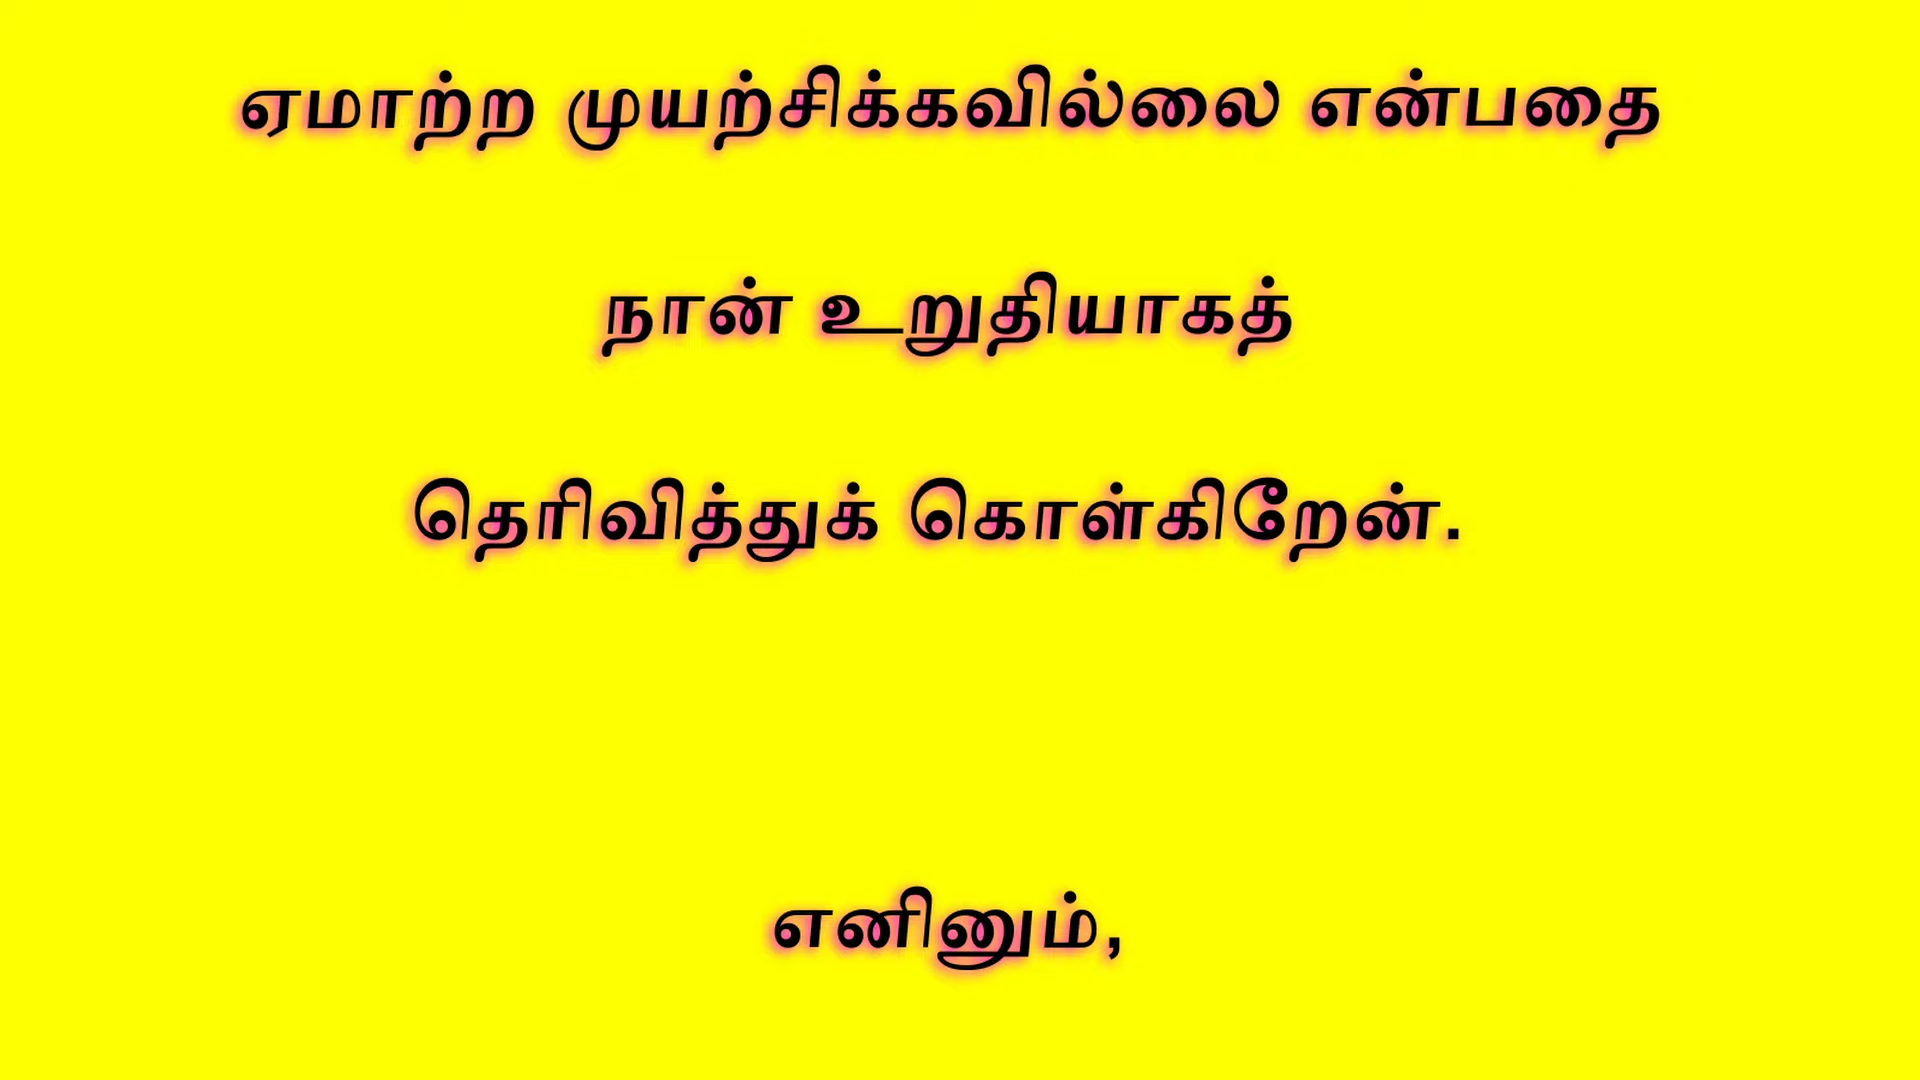 ஏமாற்ற முயற்சிக்கவில்லை என்பதை
நான் உறுதியாகத்
தெரிவித்துக் கொள்கிறேன்.
எனினும்,